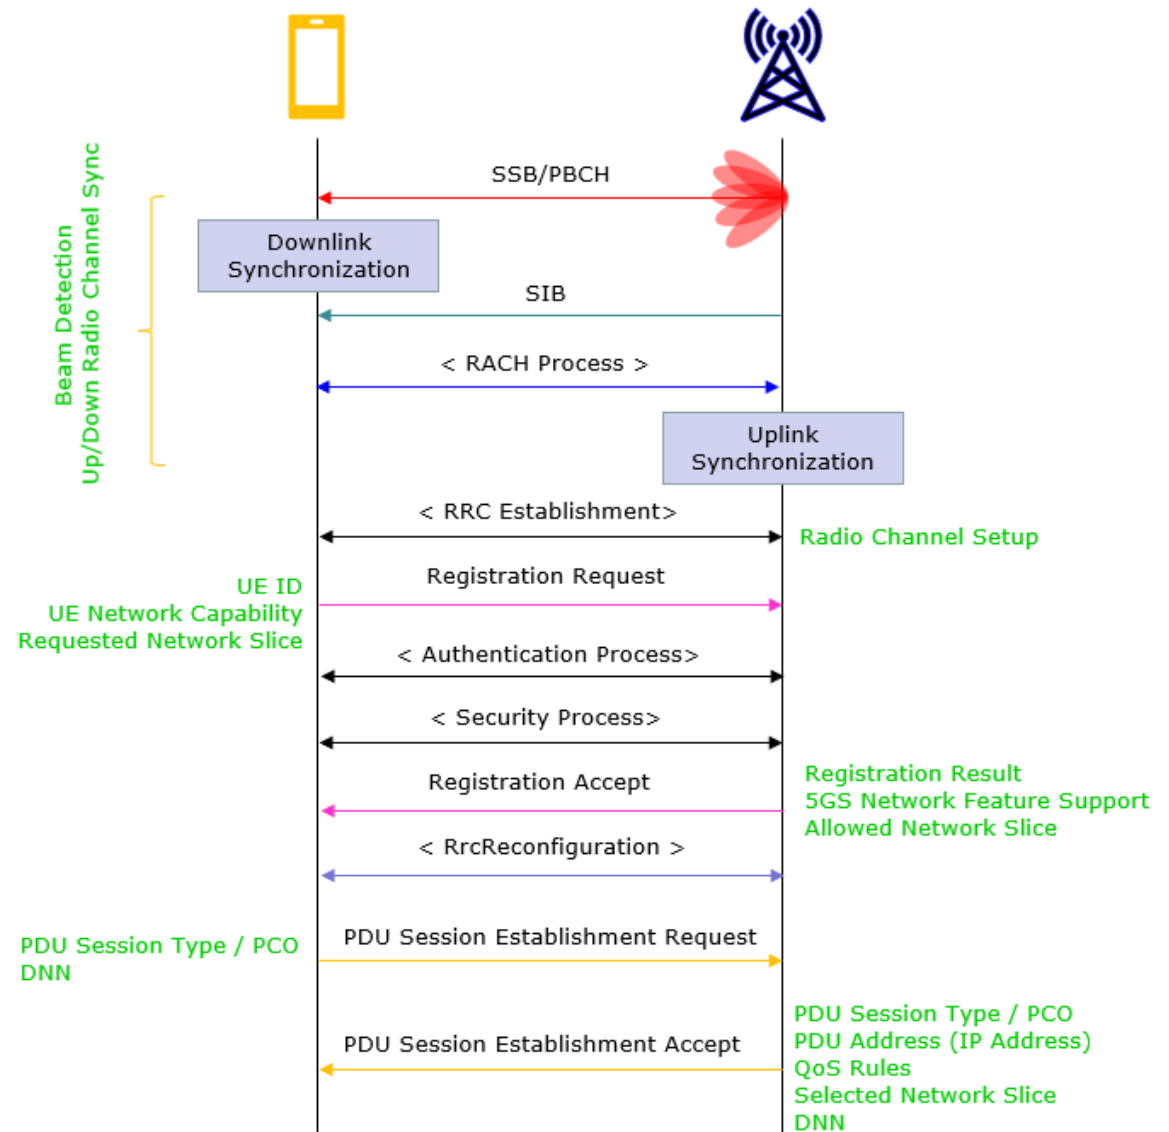 SSB/PBCH
Beam Detection
Up/Down Radio Channel Sync
Downlink
Synchronization
SIB
< RACH Process >
Uplink
Synchronization
< RRC Establishment>
Radio Channel Setup
Registration Request
UE ID
UE Network Capability
Requested Network Slice
< Authentication Process>
< Security Process>
Registration Accept
Registration Result
5GS Network Feature Support
Allowed Network Slice
< RrcReconfiguration >
PDU Session Establishment Request
PDU Session Type / PCO
DNN
PDU Session Establishment Accept
PDU Session Type / PCO
PDU Address (IP Address)
QoS Rules
Selected Network Slice
DNN